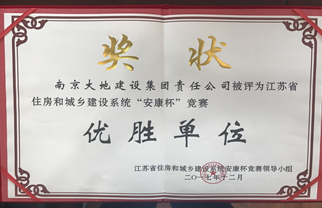 奖状
南京大地建设集团责任公司被评为江苏省
住房和城乡建设系统“安康杯”竞赛
优胜单位
江苏省住房和城乡建设系统安康杯竞赛领导小组
二〇一七年十二月